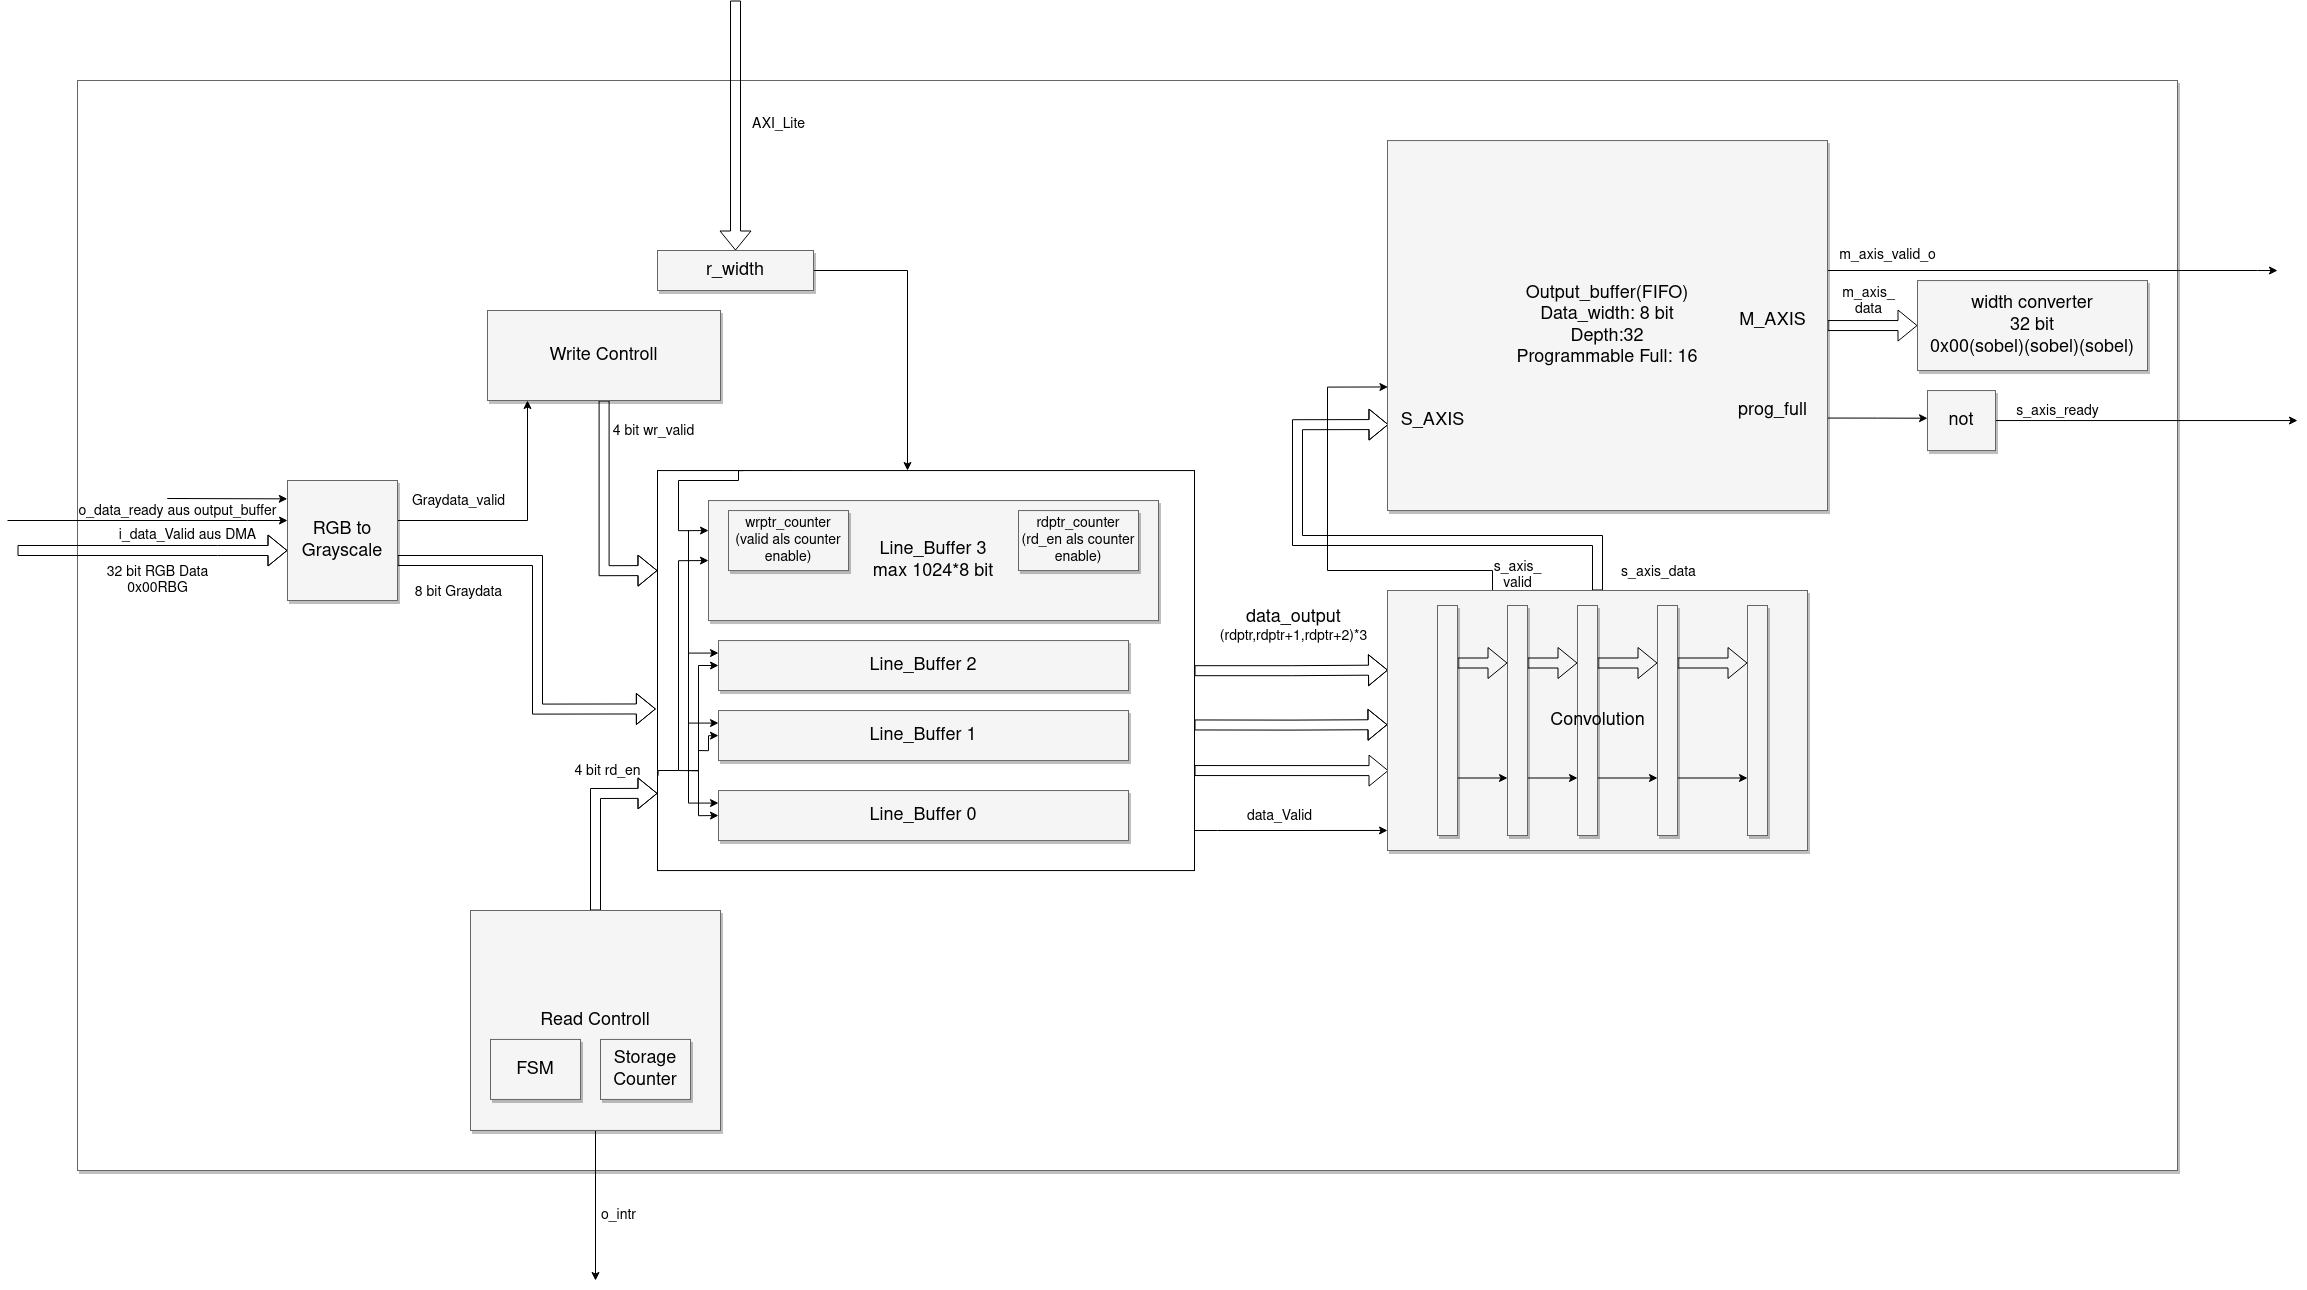 AXI_Lite
r_width
Write Controll
4 bit wr_valid
Graydata_valid
o_data_ready aus output_buffer
i_data_Valid aus DMA
32 bit RGB Data
0x00RBG
RGB to
Grayscale
8 bit Graydata
4 bit rd_en
wrptr_counter
(valid als counter
enable)
Line_Buffer 3
max 1024*8 bit
rdptr_counter
(rd_en als counter
enable)
Line_Buffer 2
Line_Buffer 1
Line_Buffer 0
Read Controll
FSM
Storage
Counter
o_intr
data_output
(rdptr,rdptr+1,rdptr+2)*3
data_Valid
Convolution
s_axis_
valid
s_axis_data
Output_buffer(FIFO)
Data_width: 8 bit
Depth:32
Programmable Full: 16
S_AXIS
M_AXIS
prog_full
m_axis_valid_o
m_axis_
data
width converter
32 bit
0x00(sobel)(sobel)(sobel)
not
s_axis_ready